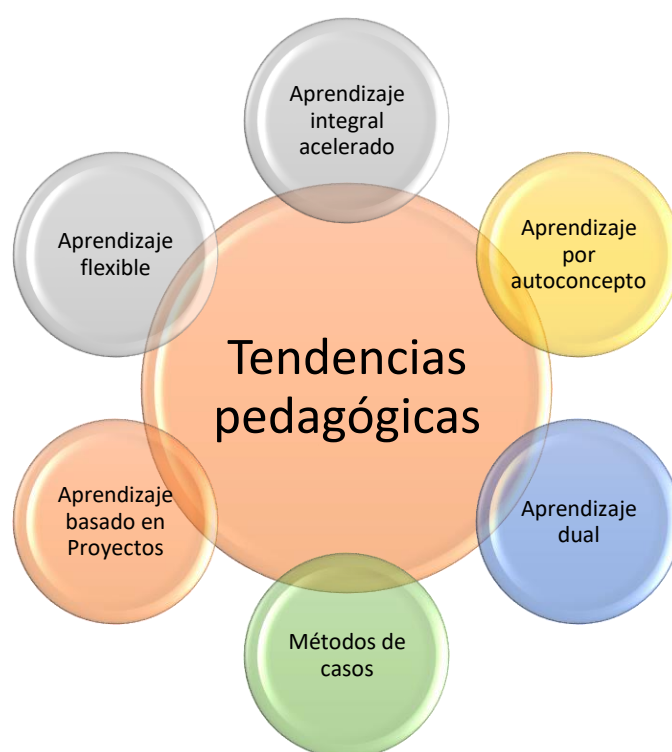 Aprendizaje
integral
acelerado
Aprendizaje
por
autoconcepto
Aprendizaje
dual
Métodos de
casos
Aprendizaje
basado en
Proyectos
Aprendizaje
flexible
Tendencias
pedagógicas